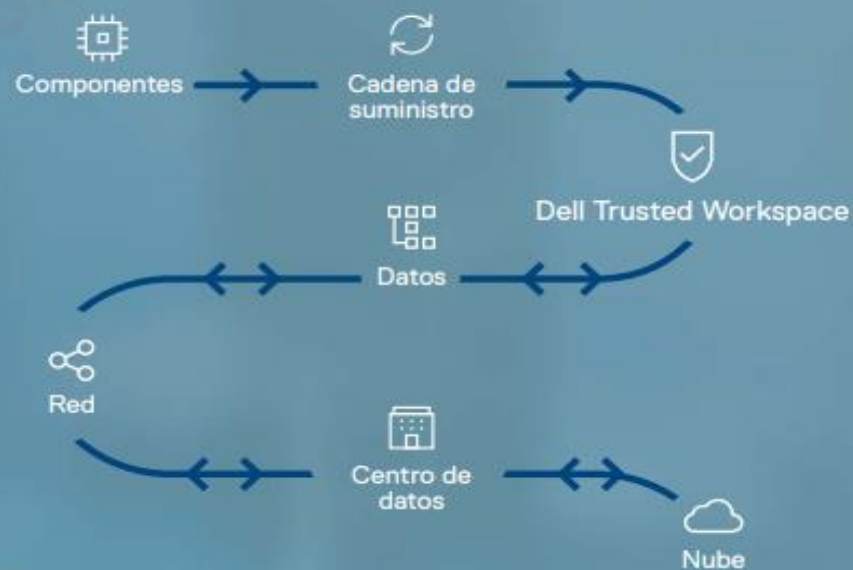 Componentes
Cadena de
suministro
Dell Trusted Workspace
Datos
Red
Centro de
datos
Nube